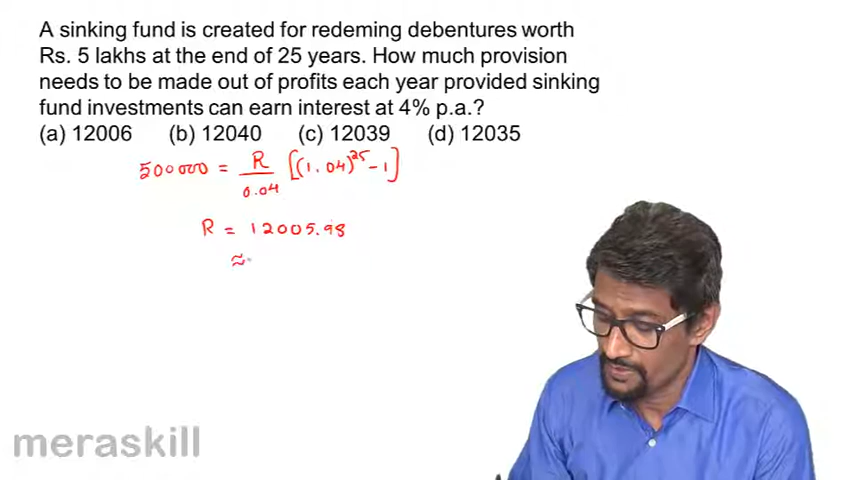 A sinking fund is created for redeming debentures worth
Rs. 5 lakhs at the end of 25 years. How much provision
needs to be made out of profits each year provided sinking
fund investments can earn interest at 4% p.a.?
(a) 12006 (b) 12040 (c) 12039 (d) 12035
500000 = R/0.04 [(1.04)^25 - 1]
R = 12005.98
≈
meraskill